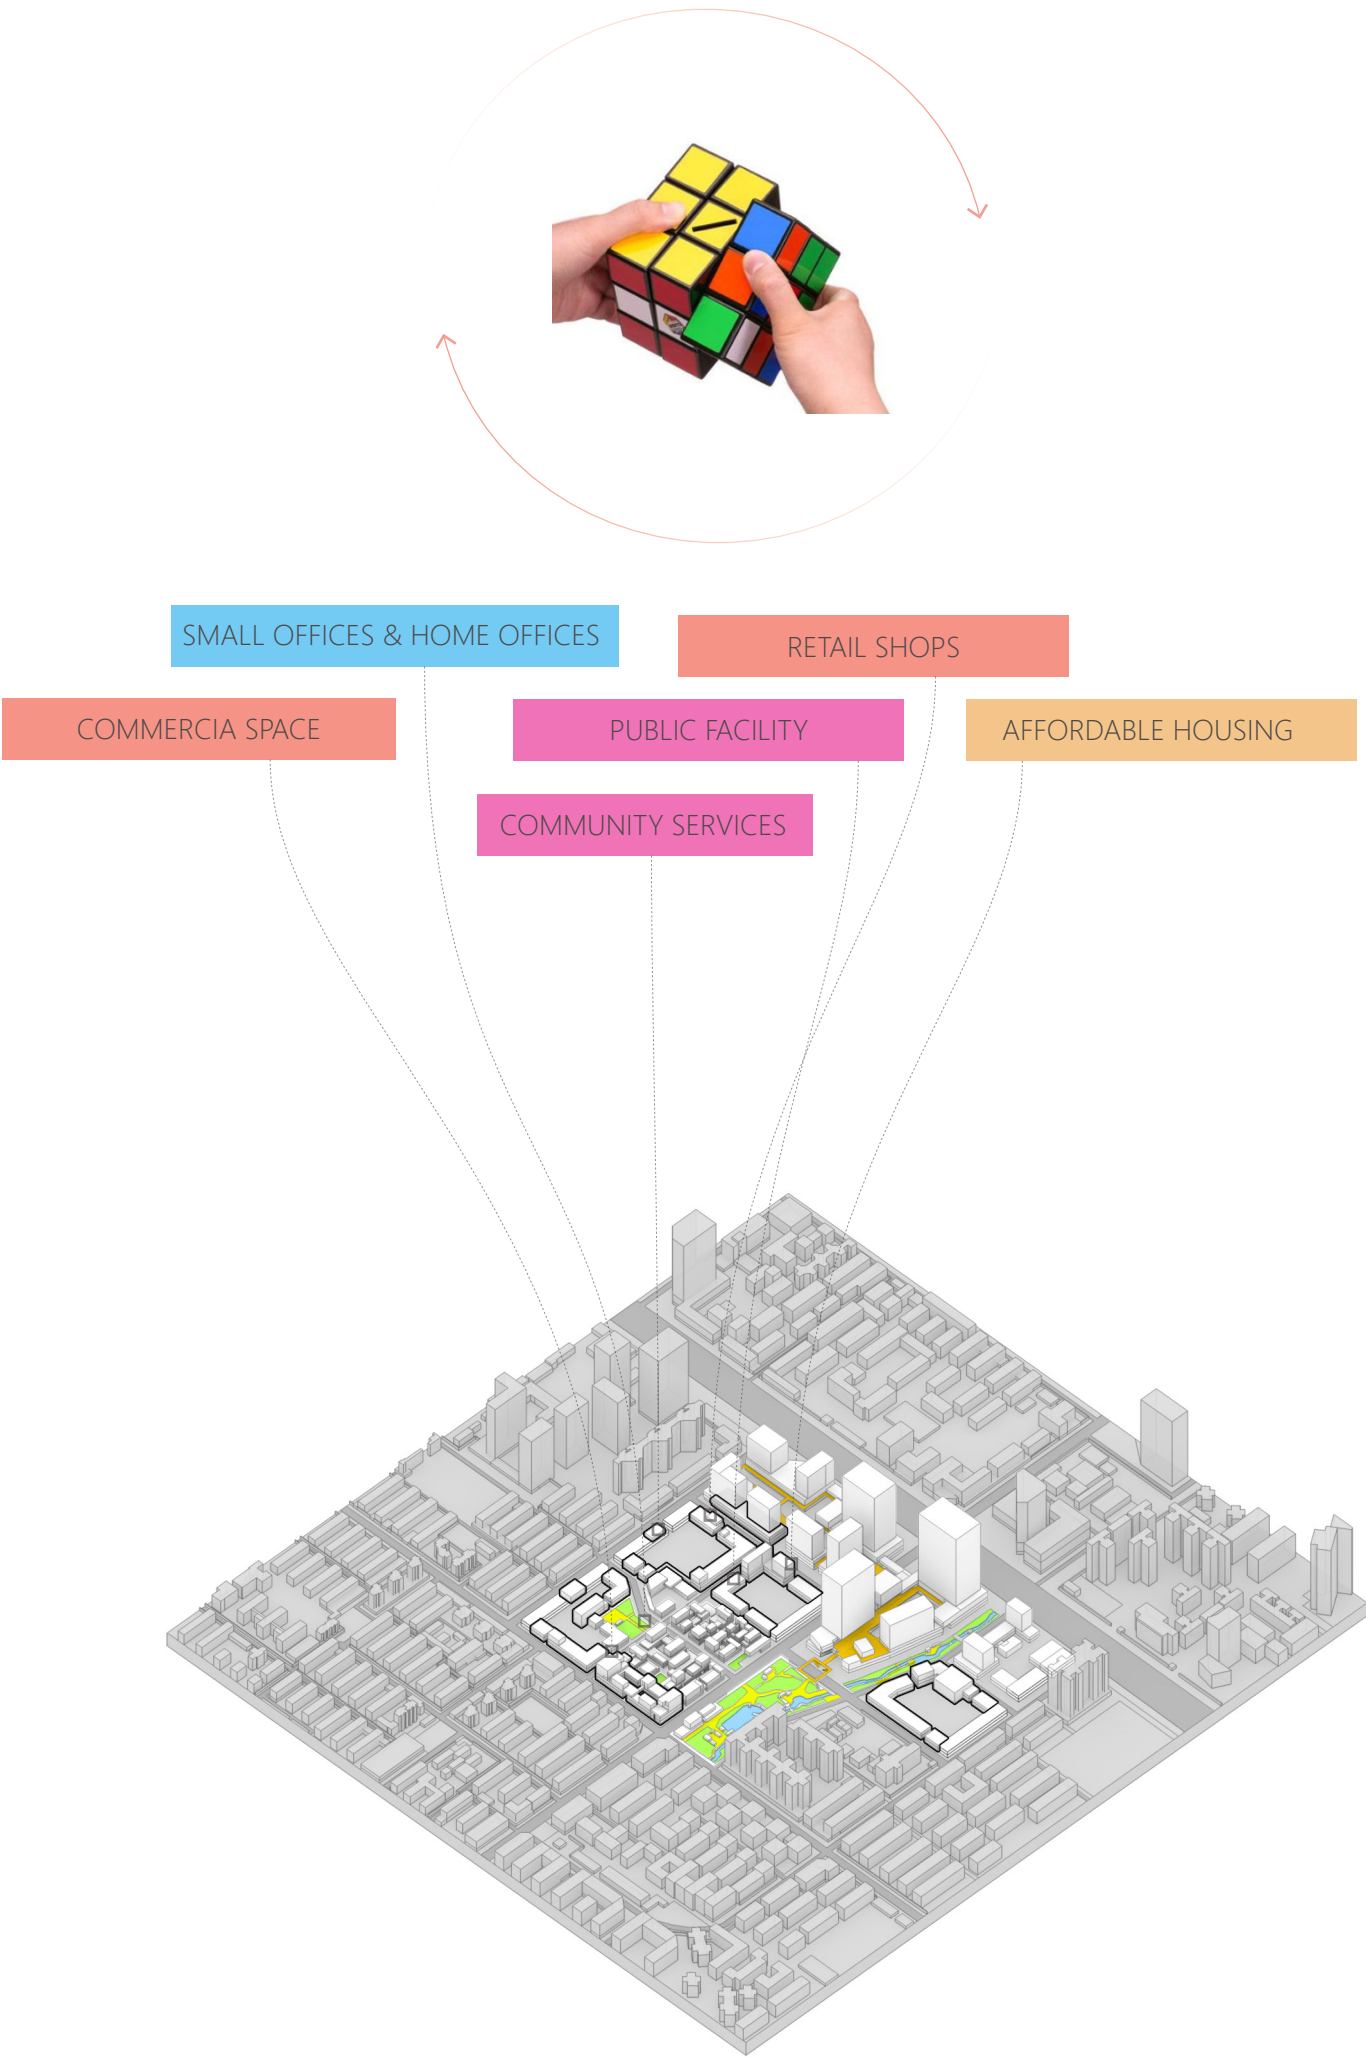 SMALL OFFICES & HOME OFFICES
RETAIL SHOPS
COMMERCIA SPACE
PUBLIC FACILITY
AFFORDABLE HOUSING
COMMUNITY SERVICES